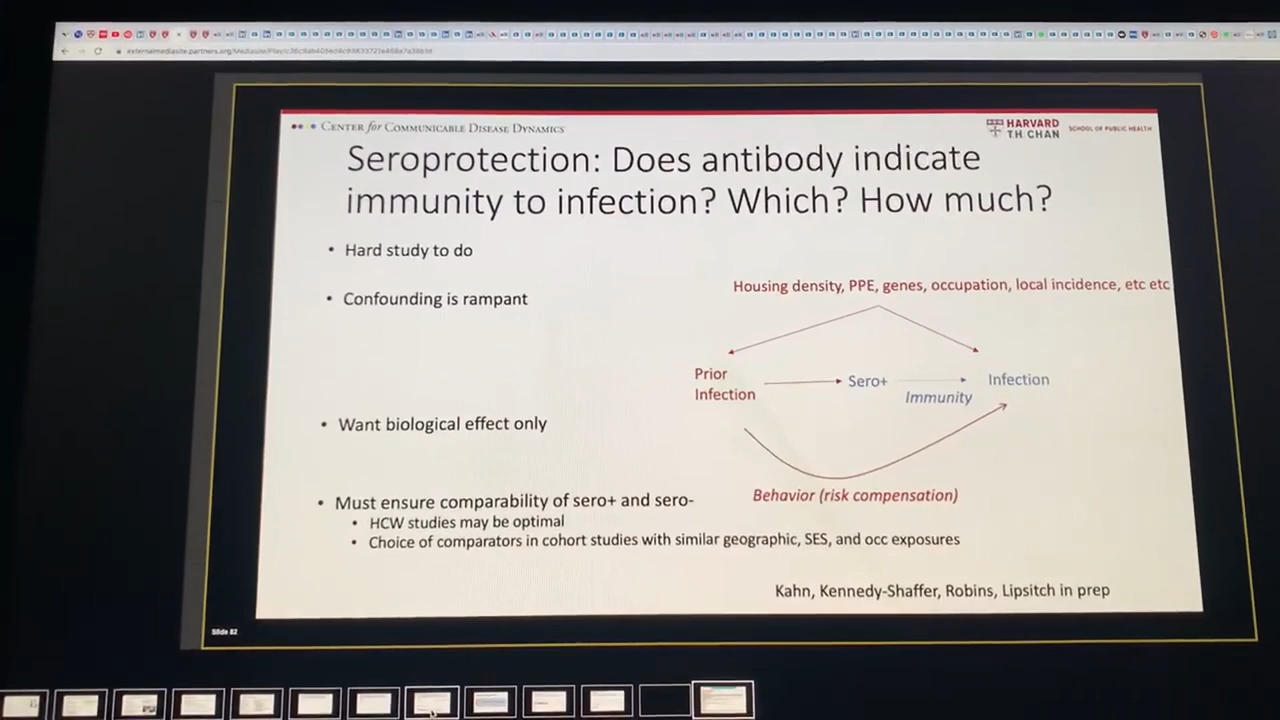 CENTER for COMMUNICABLE DISEASE DYNAMICS
HARVARD
T.H. CHAN
SCHOOL OF PUBLIC HEALTH
Seroprotection: Does antibody indicate
immunity to infection? Which? How much?
• Hard study to do
• Confounding is rampant
Housing density, PPE, genes, occupation, local incidence, etc etc
Prior
Infection
Sero+
Immunity
Infection
• Want biological effect only
Behavior (risk compensation)
• Must ensure comparability of sero+ and sero-
• HCW studies may be optimal
• Choice of comparators in cohort studies with similar geographic, SES, and occ exposures
Kahn, Kennedy-Shaffer, Robins, Lipsitch in prep
Slide 82